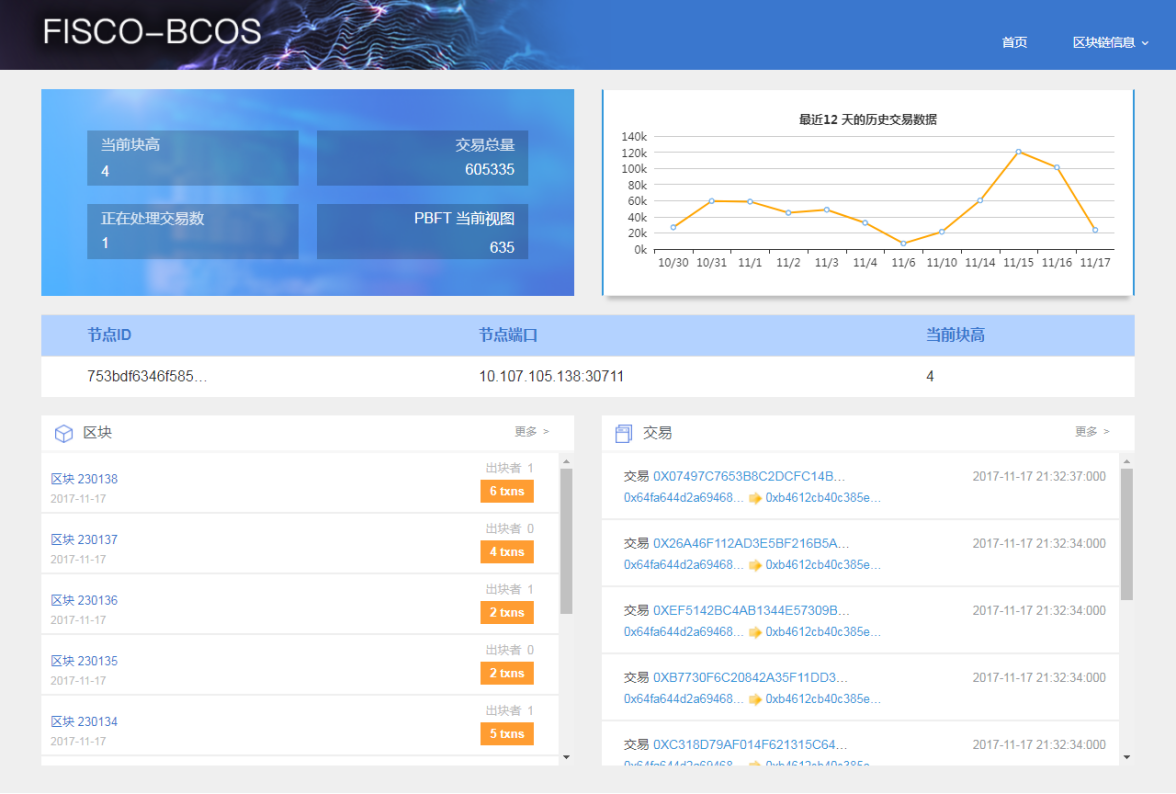 FISCO-BCOS
首页 区块链信息
当前块高
4
交易总量
605335
正在处理交易数
1
PBFT 当前视图
635
最近12 天的历史交易数据
140k
120k
100k
80k
60k
40k
20k
0k
10/30 10/31 11/1 11/2 11/3 11/4 11/6 11/10 11/14 11/15 11/16 11/17
节点ID 节点端口 当前块高
753bdf6346f585... 10.107.105.138:30711 4
区块 更多 >
区块 230138 出块者 1
2017-11-17 6 txns
区块 230137 出块者 0
2017-11-17 4 txns
区块 230136 出块者 1
2017-11-17 2 txns
区块 230135 出块者 0
2017-11-17 2 txns
区块 230134 出块者 1
2017-11-17 5 txns
交易 更多 >
交易 0X07497C7653B8C2DCFC14B... 2017-11-17 21:32:37:000
0x64fa644d2a69468... 0xb4612cb40c385e...
交易 0X26A46F112AD3E5BF216B5A... 2017-11-17 21:32:34:000
0x64fa644d2a69468... 0xb4612cb40c385e...
交易 0XEF5142BC4AB1344E57309B... 2017-11-17 21:32:34:000
0x64fa644d2a69468... 0xb4612cb40c385e...
交易 0XB7730F6C20842A35F11DD3... 2017-11-17 21:32:34:000
0x64fa644d2a69468... 0xb4612cb40c385e...
交易 0XC318D79AF014F621315C64... 2017-11-17 21:32:34:000
0x64fa644d2a69468... 0xb4612cb40c385e...